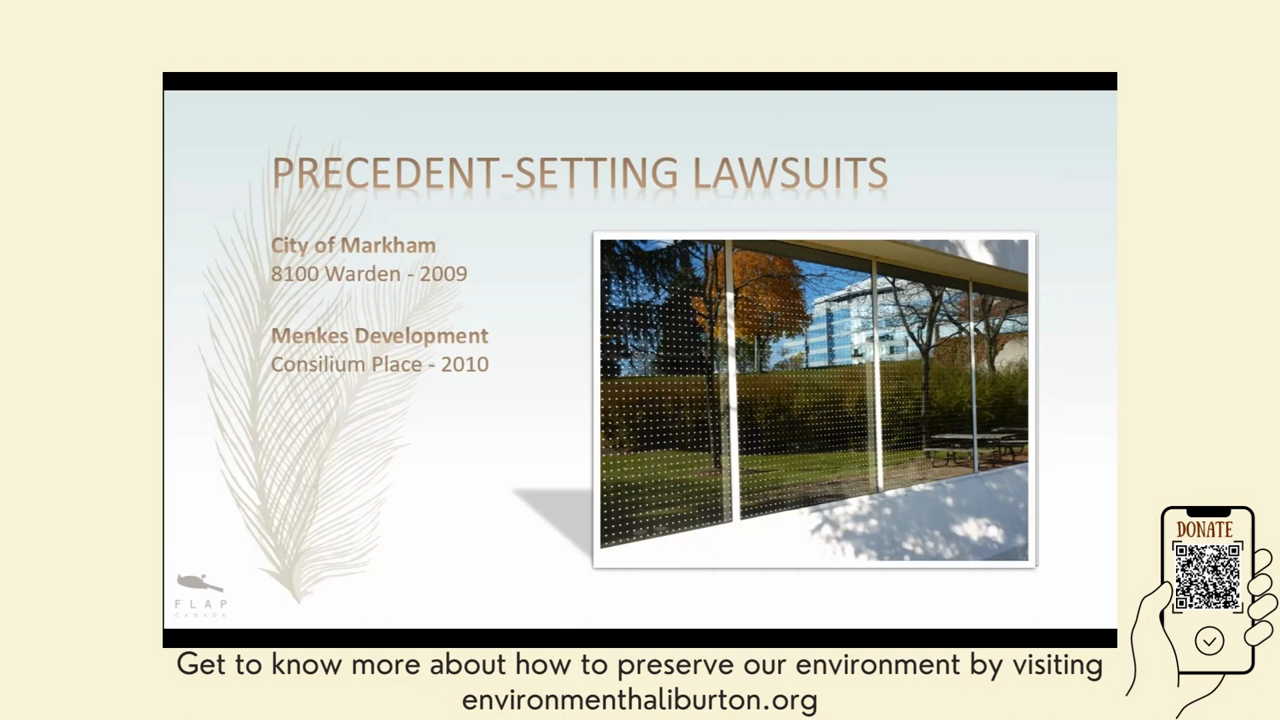 PRECEDENT-SETTING LAWSUITS
City of Markham
8100 Warden - 2009
Menkes Development
Consilium Place - 2010
FLAP
CANADA
DONATE
Get to know more about how to preserve our environment by visiting
environmenthaliburton.org